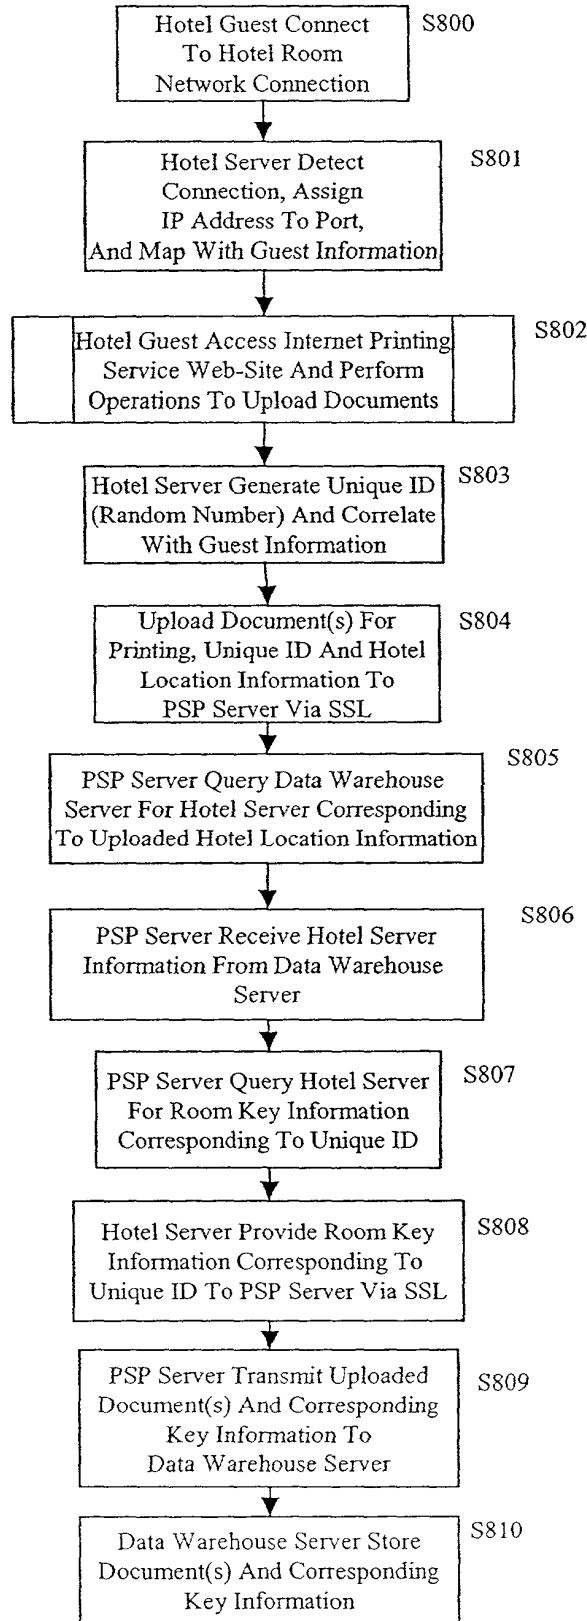 Hotel Guest Connect
To Hotel Room
Network Connection
S800
Hotel Server Detect
Connection, Assign
IP Address To Port,
And Map With Guest Information
S801
Hotel Guest Access Internet Printing
Service Web-Site And Perform
Operations To Upload Documents
S802
Hotel Server Generate Unique ID
(Random Number) And Correlate
With Guest Information
S803
Upload Document(s) For
Printing, Unique ID And Hotel
Location Information To
PSP Server Via SSL
S804
PSP Server Query Data Warehouse
Server For Hotel Server Corresponding
To Uploaded Hotel Location Information
S805
PSP Server Receive Hotel Server
Information From Data Warehouse
Server
S806
PSP Server Query Hotel Server
For Room Key Information
Corresponding To Unique ID
S807
Hotel Server Provide Room Key
Information Corresponding To
Unique ID To PSP Server Via SSL
S808
PSP Server Transmit Uploaded
Document(s) And Corresponding
Key Information To
Data Warehouse Server
S809
Data Warehouse Server Store
Document(s) And Corresponding
Key Information
S810